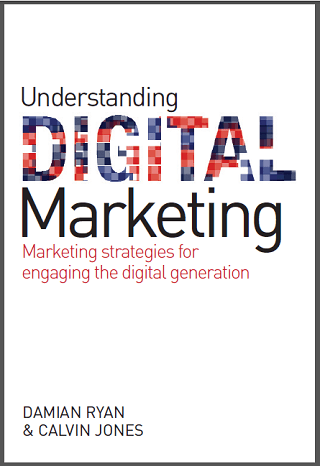 Understanding
DIGITAL
Marketing
Marketing strategies for
engaging the digital generation
DAMIAN RYAN
& CALVIN JONES